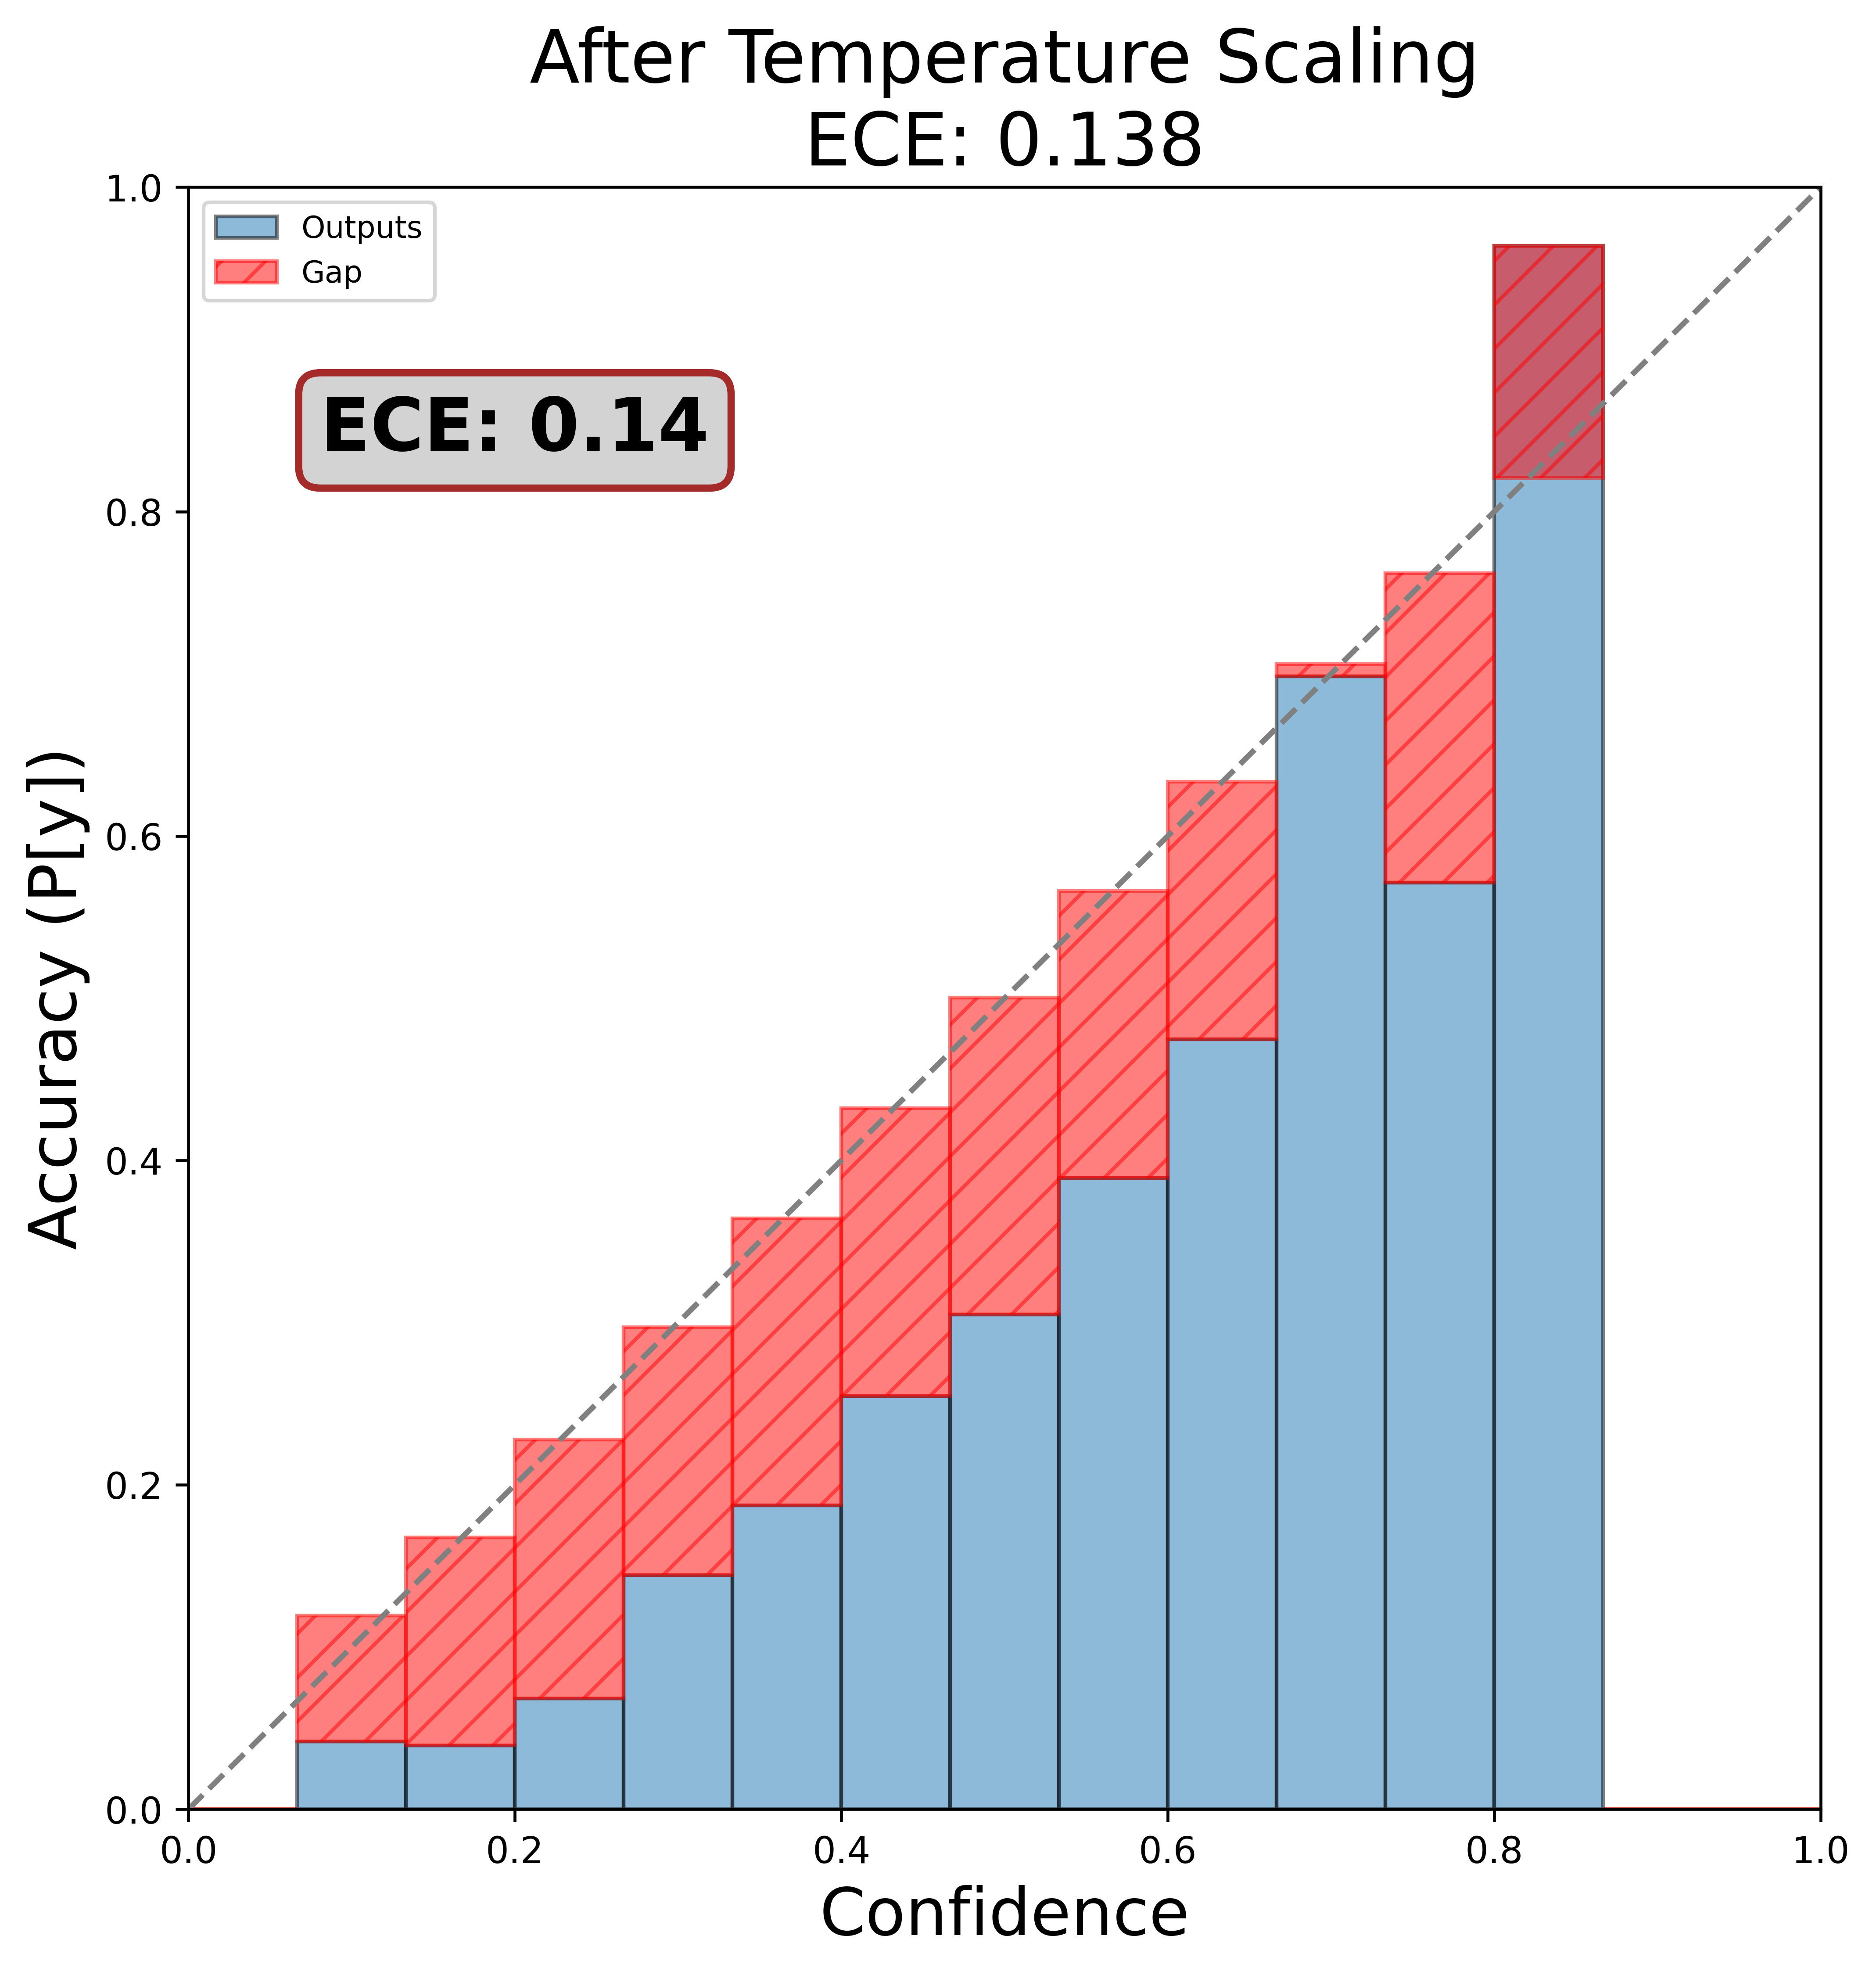 After Temperature Scaling
ECE: 0.138
Outputs
Gap
ECE: 0.14
Accuracy (P[y])
1.0
0.8
0.6
0.4
0.2
0.0
0.0 0.2 0.4 0.6 0.8 1.0
Confidence